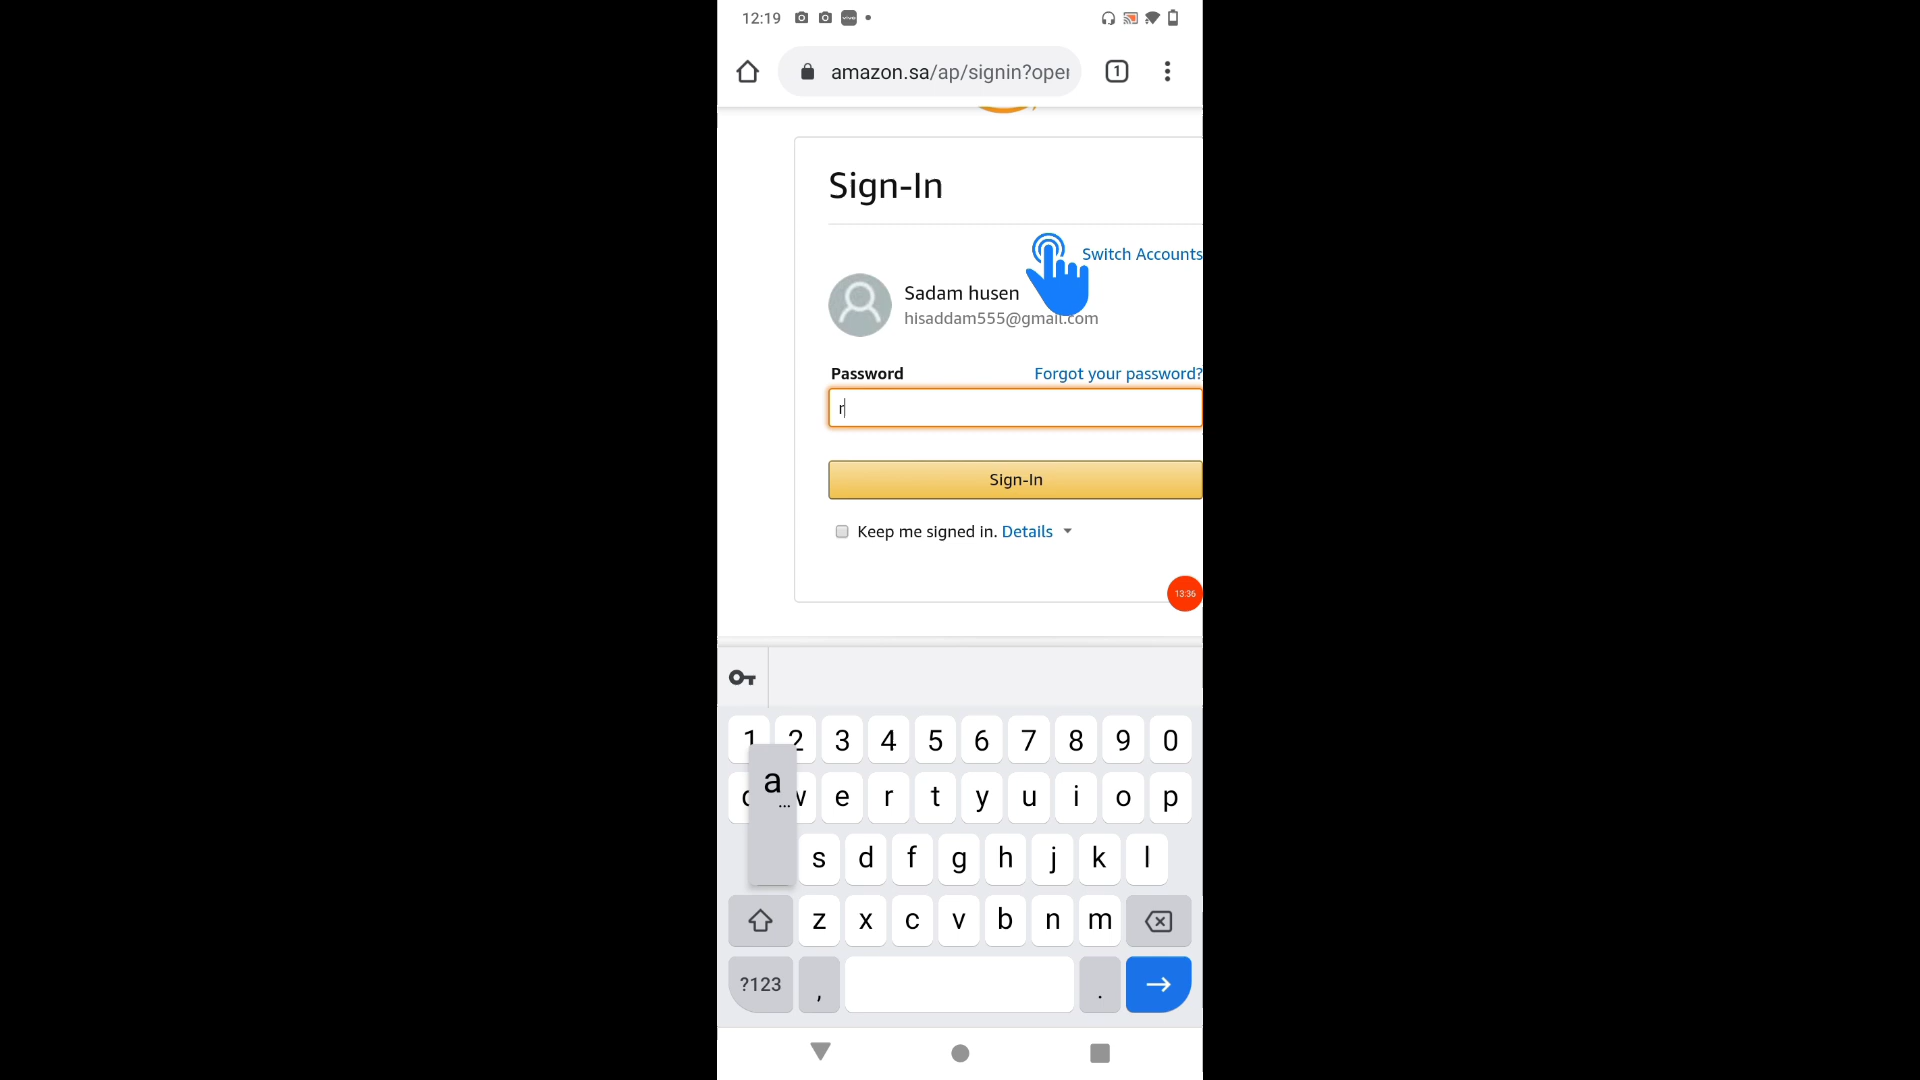 12:19
amazon.sa/ap/signin?oper
1
Sign-In
Switch Accounts
Sadam husen
hisaddam555@gmail.com
Password
Forgot your password?
r
Sign-In
Keep me signed in. Details
13:36
1 2 3 4 5 6 7 8 9 0
a...
q w e r t y u i o p
s d f g h j k l
z x c v b n m
?123 , .